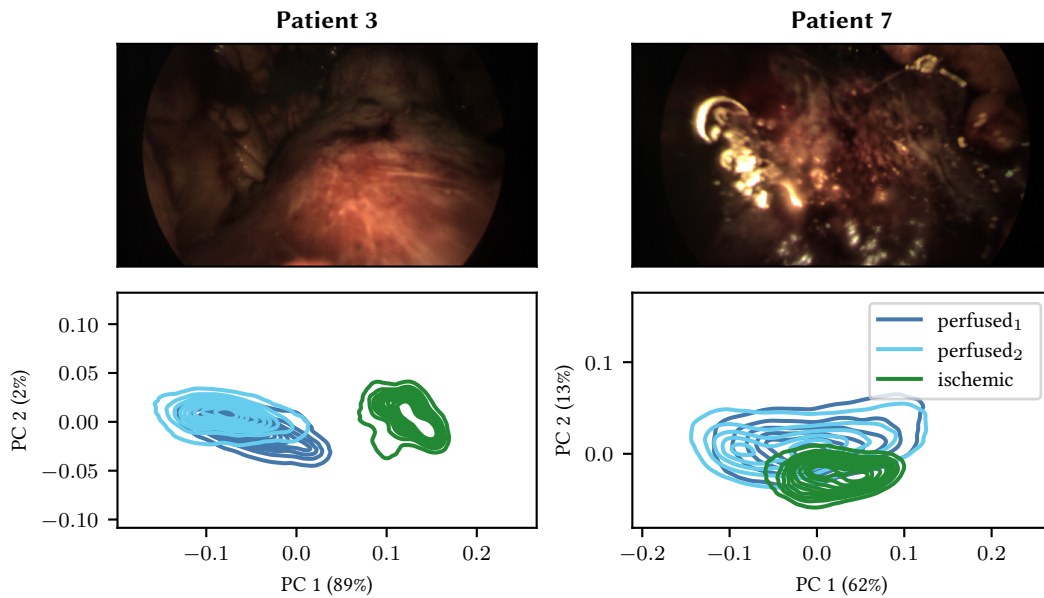 Patient 3
Patient 7
PC 2 (2%)
0.10
0.05
0.00
−0.05
−0.10
−0.1
0.0
0.1
0.2
PC 1 (89%)
PC 2 (13%)
0.1
0.0
−0.2
−0.1
0.0
0.1
0.2
PC 1 (62%)
perfused₁
perfused₂
ischemic